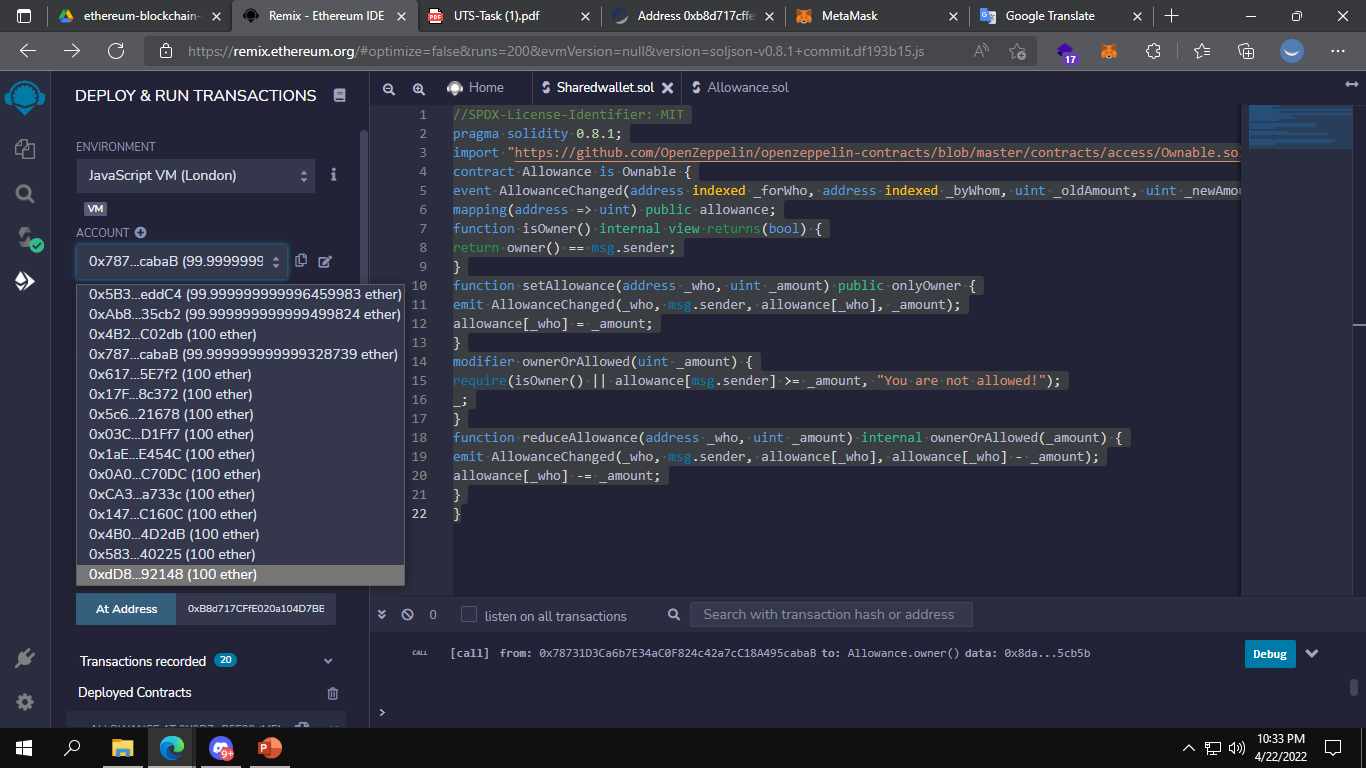 ethereum-blockchain-
Remix - Ethereum IDE
UTS-Task (1).pdf
Address 0xb8d717cffe
MetaMask
Google Translate
https://remix.ethereum.org/#optimize=false&runs=200&evmVersion=null&version=soljson-v0.8.1+commit.df193b15.js
17
DEPLOY & RUN TRANSACTIONS
ENVIRONMENT
JavaScript VM (London)
VM
ACCOUNT
0x787...cabaB (99.9999999
0x5B3...eddC4 (99.999999999996459983 ether)
0xAb8...35cb2 (99.999999999999499824 ether)
0x4B2...C02db (100 ether)
0x787...cabaB (99.999999999999328739 ether)
0x617...5E7f2 (100 ether)
0x17F...8c372 (100 ether)
0x5c6...21678 (100 ether)
0x03C...D1Ff7 (100 ether)
0x1aE...E454C (100 ether)
0x0A0...C70DC (100 ether)
0xCA3...a733c (100 ether)
0x147...C160C (100 ether)
0x4B0...4D2dB (100 ether)
0x583...40225 (100 ether)
0xdD8...92148 (100 ether)
At Address
0xB8d717CFfE020a104D7BE
Transactions recorded 20
Deployed Contracts
Home
Sharedwallet.sol
Allowance.sol
1 //SPDX-License-Identifier: MIT
2 pragma solidity 0.8.1;
3 import "https://github.com/OpenZeppelin/openzeppelin-contracts/blob/master/contracts/access/Ownable.so
4 contract Allowance is Ownable {
5 event AllowanceChanged(address indexed _forWho, address indexed _byWhom, uint _oldAmount, uint _newAmou
6 mapping(address => uint) public allowance;
7 function isOwner() internal view returns(bool) {
8 return owner() == msg.sender;
9 }
10 function setAllowance(address _who, uint _amount) public onlyOwner {
11 emit AllowanceChanged(_who, msg.sender, allowance[_who], _amount);
12 allowance[_who] = _amount;
13 }
14 modifier ownerOrAllowed(uint _amount) {
15 require(isOwner() || allowance[msg.sender] >= _amount, "You are not allowed!");
16 _;
17 }
18 function reduceAllowance(address _who, uint _amount) internal ownerOrAllowed(_amount) {
19 emit AllowanceChanged(_who, msg.sender, allowance[_who], allowance[_who] - _amount);
20 allowance[_who] -= _amount;
21 }
22 }
0
listen on all transactions
Search with transaction hash or address
CALL
[call] from: 0x78731D3Ca6b7E34aC0F824c42a7cC18A495cabaB to: Allowance.owner() data: 0x8da...5cb5b
Debug
>
9+
10:33 PM
4/22/2022